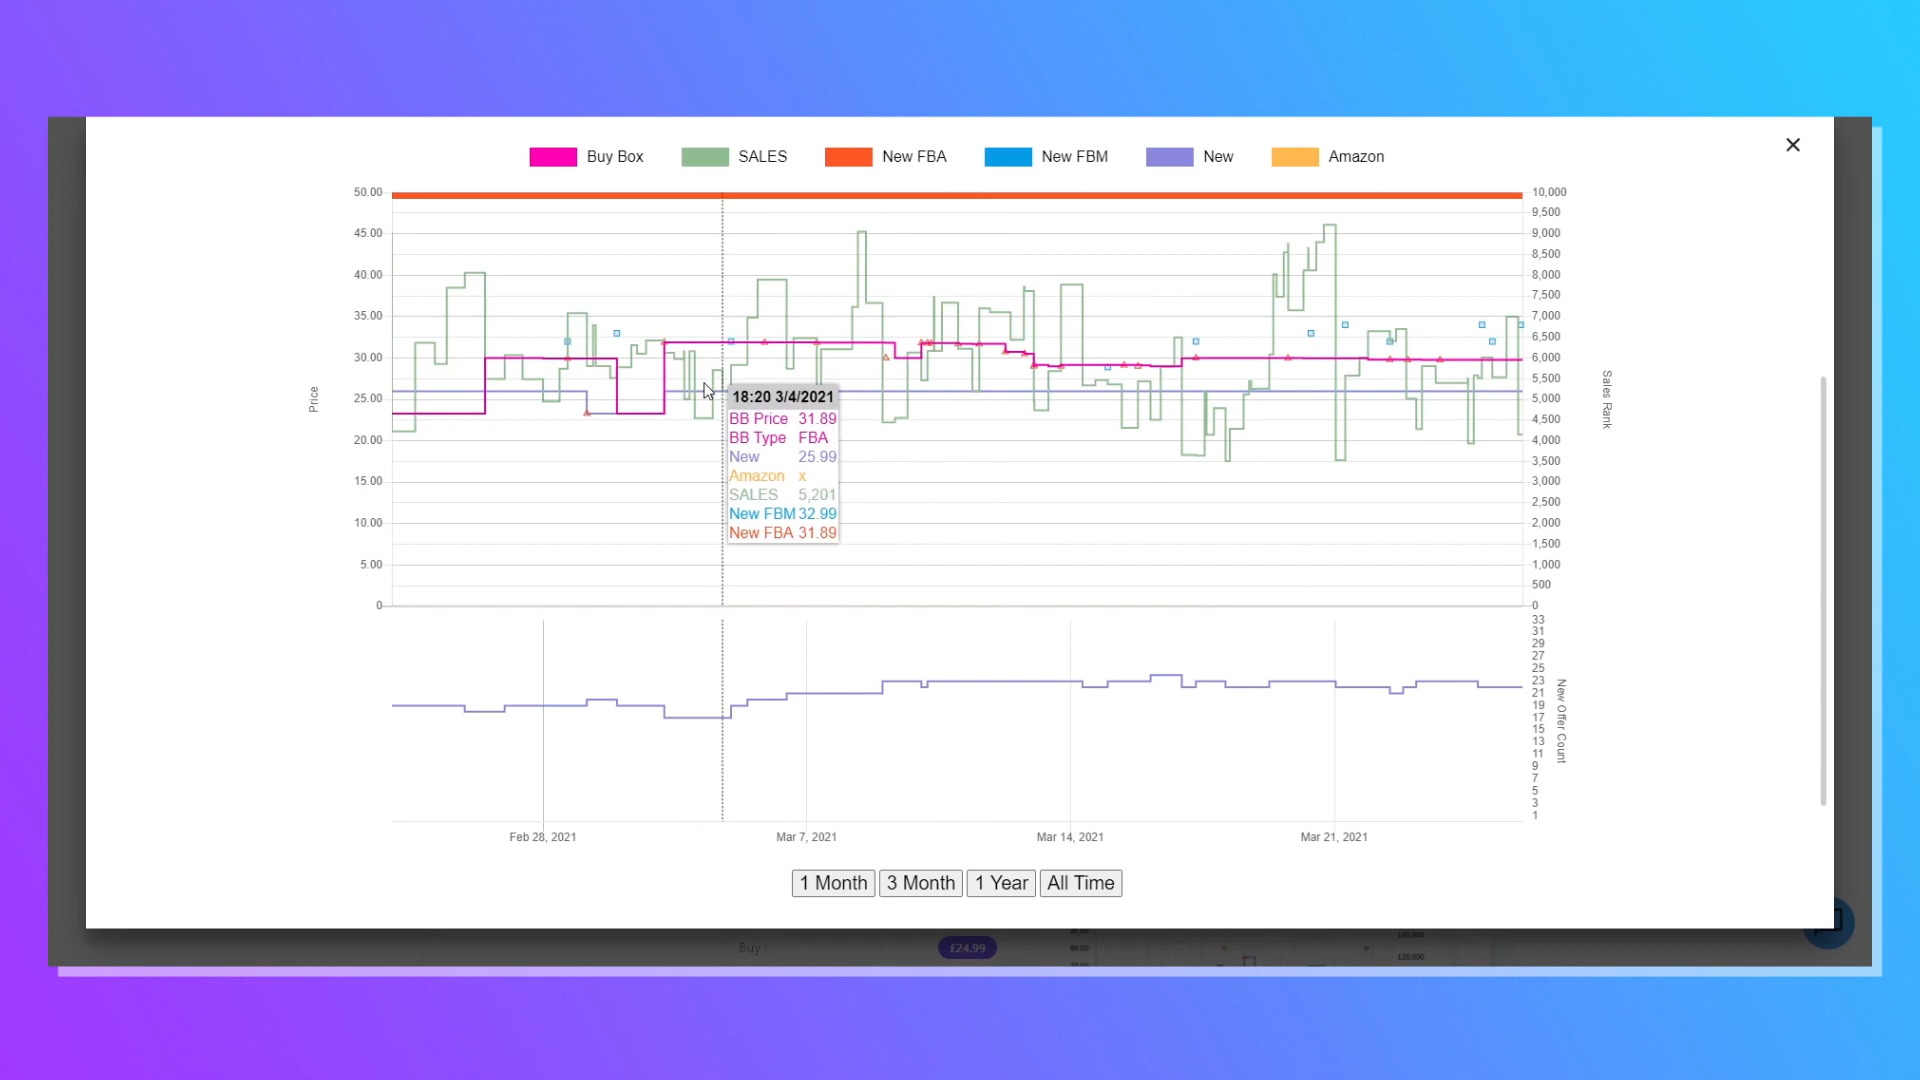 Buy Box SALES New FBA New FBM New Amazon
50.00 10,000
9,500
45.00 9,000
8,500
40.00 8,000
7,500
35.00 7,000
6,500
30.00 6,000
5,500
25.00 5,000
4,500
20.00 4,000
3,500
15.00 3,000
2,500
10.00 2,000
1,500
5.00 1,000
500
0 0
Price
Sales Rank
18:20 3/4/2021
BB Price 31.89
BB Type FBA
New 25.99
Amazon x
SALES 5,201
New FBM 32.99
New FBA 31.89
33
31
29
27
25
23
21
19
17
15
13
11
9
7
5
3
1
New Offer Count
Feb 28, 2021 Mar 7, 2021 Mar 14, 2021 Mar 21, 2021
1 Month 3 Month 1 Year All Time
Buy : £24.99
120,000